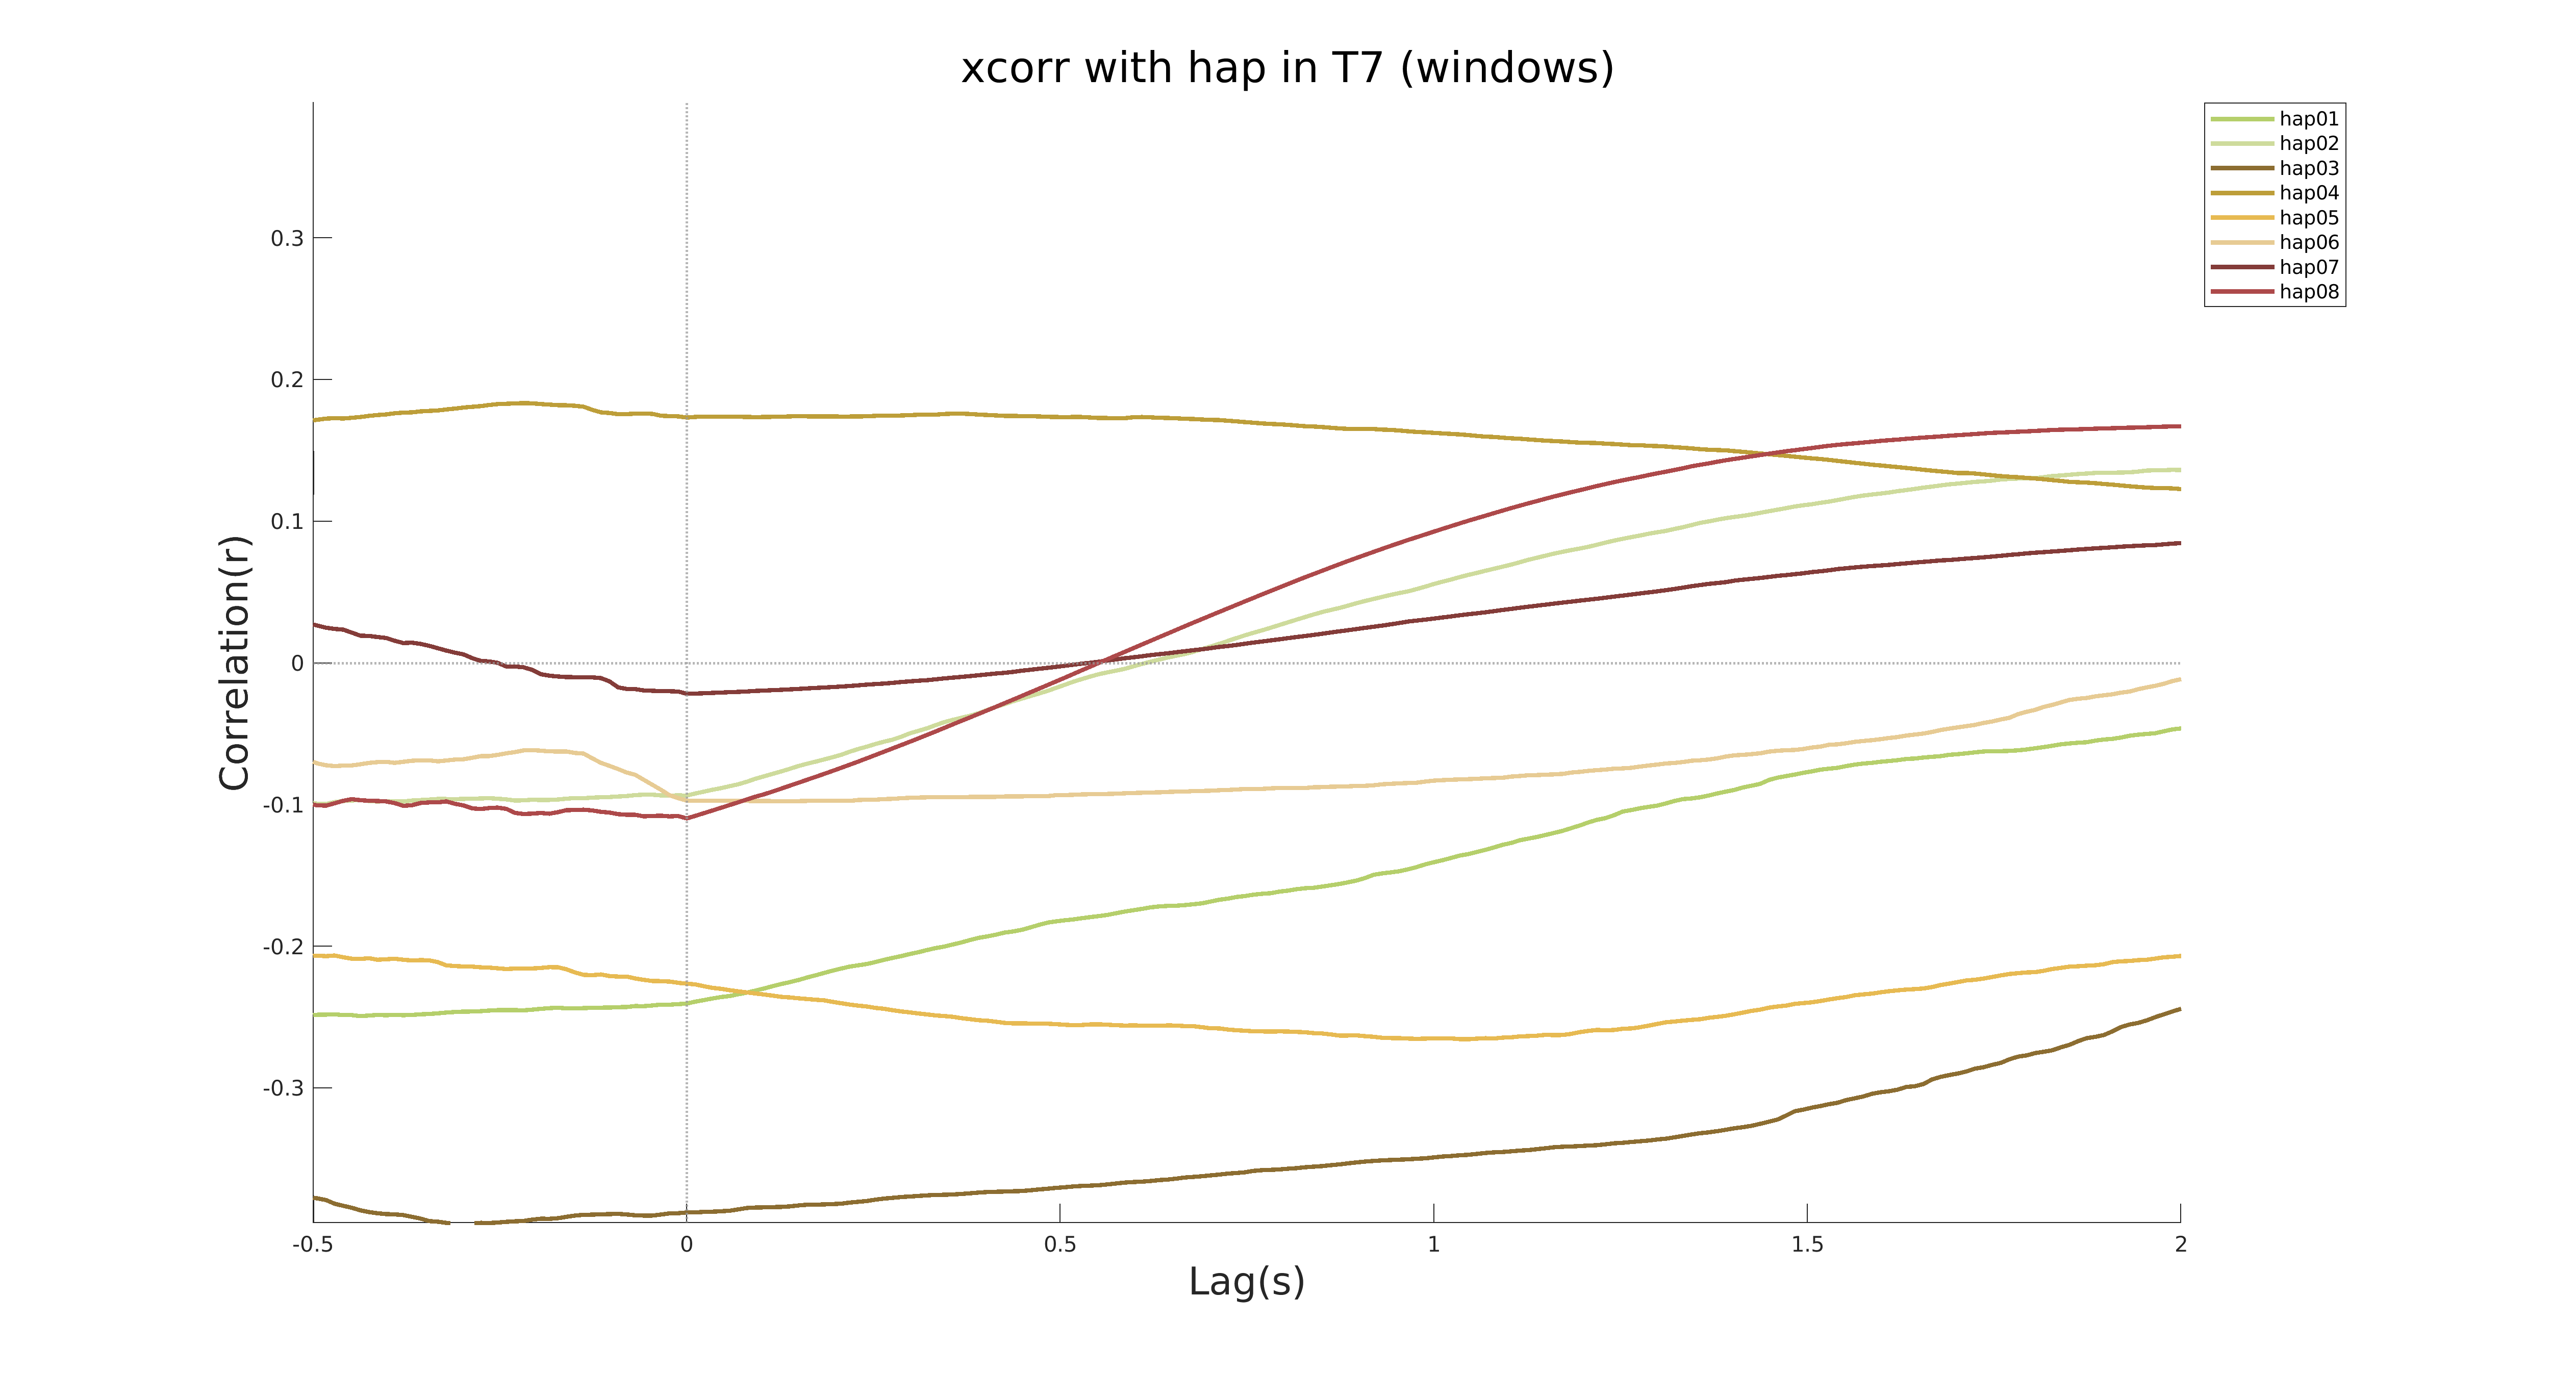 xcorr with hap in T7 (windows)
hap01
hap02
hap03
hap04
hap05
hap06
hap07
hap08
0.3
0.2
0.1
0
-0.1
-0.2
-0.3
Correlation(r)
-0.5 0 0.5 1 1.5 2
Lag(s)